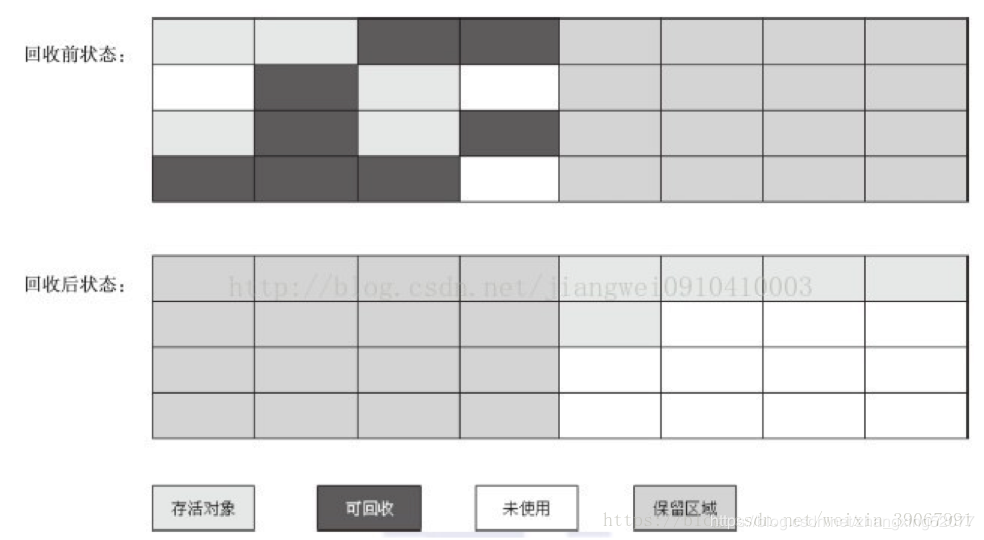 回收前状态：
回收后状态：
http://blog.csdn.net/jiangwei0910410003
存活对象
可回收
未使用
保留区域